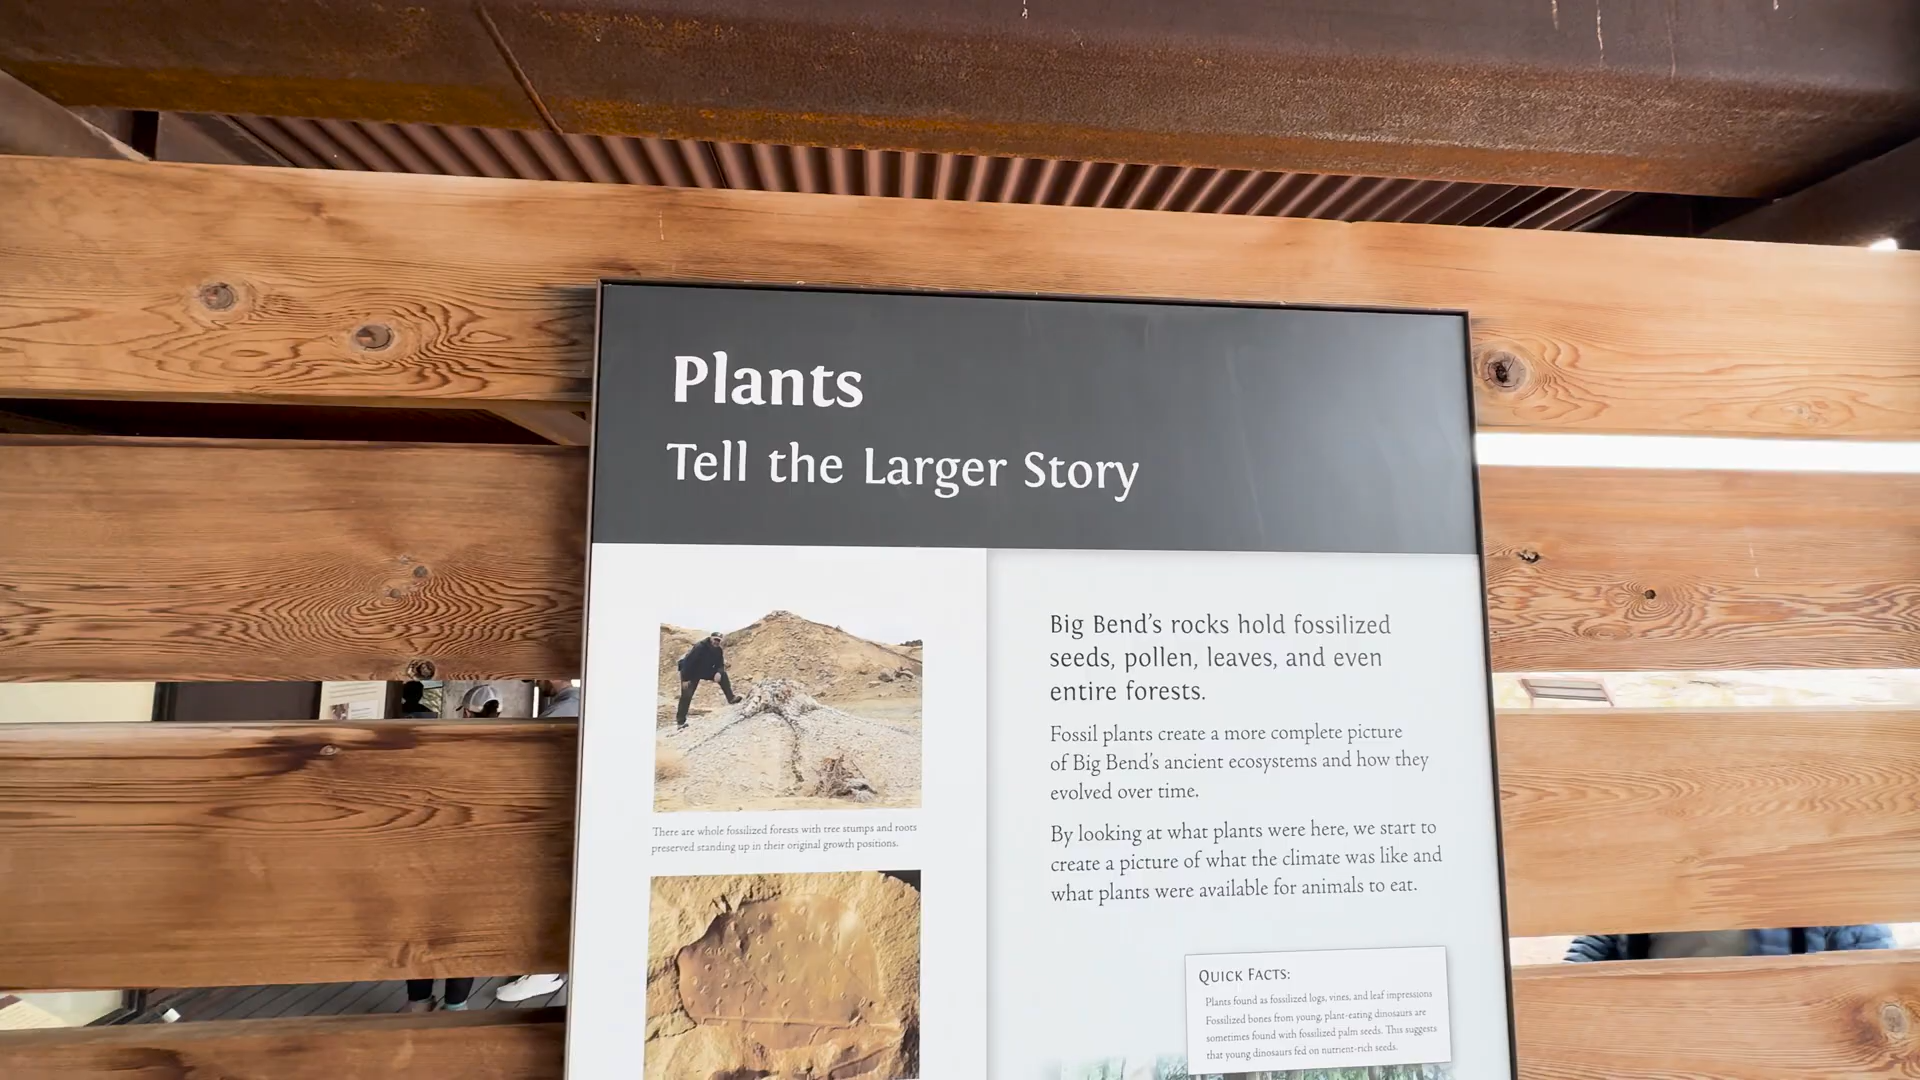 Plants
Tell the Larger Story
There are whole fossilized forests with tree stumps and roots
preserved standing up in their original growth positions.
Big Bend's rocks hold fossilized
seeds, pollen, leaves, and even
entire forests.
Fossil plants create a more complete picture
of Big Bend's ancient ecosystems and how they
evolved over time.
By looking at what plants were here, we start to
create a picture of what the climate was like and
what plants were available for animals to eat.
QUICK FACTS:
Plants found as fossilized logs, vines, and leaf impressions
Fossilized bones from young, plant-eating dinosaurs are
sometimes found with fossilized palm seeds. This suggests
that young dinosaurs fed on nutrient-rich seeds.